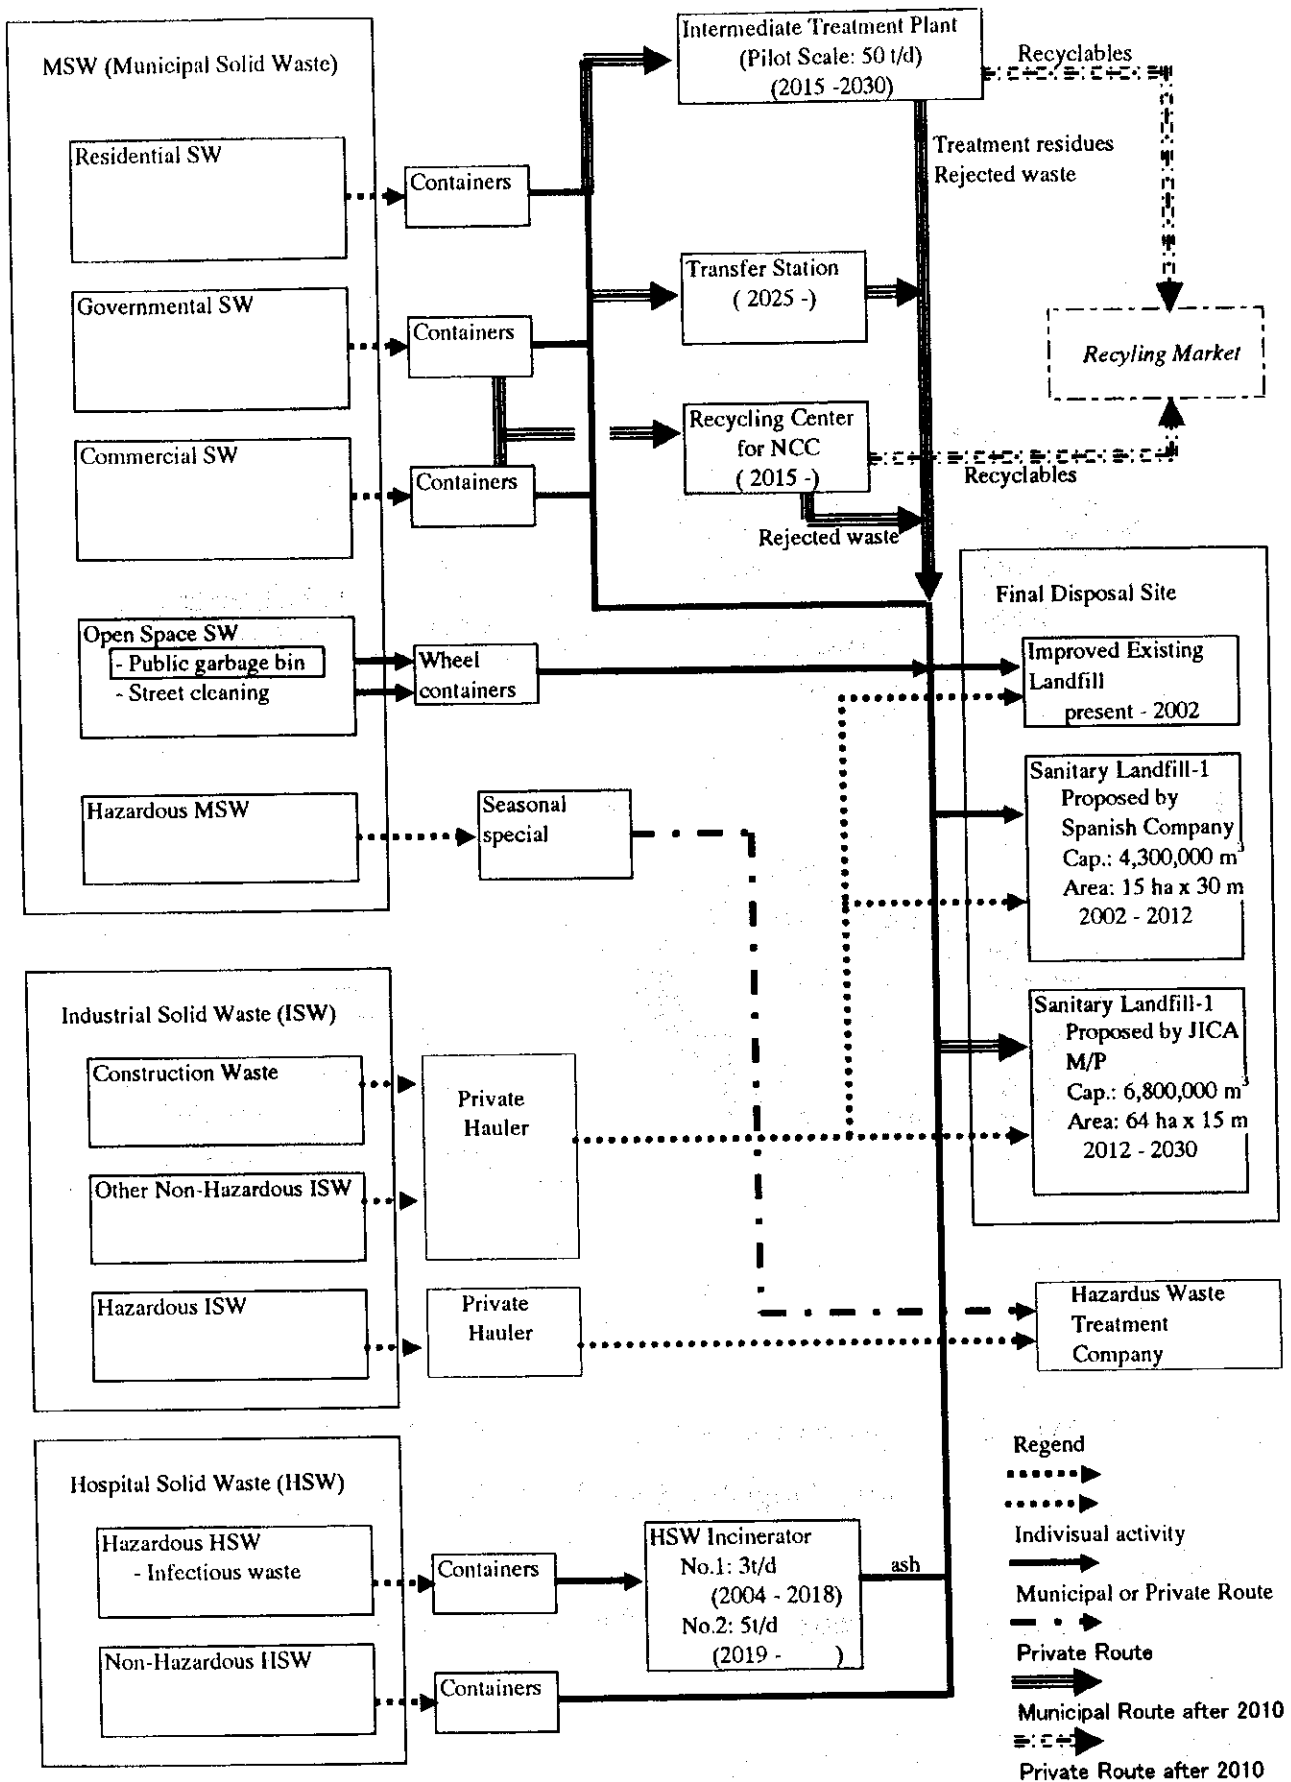 MSW (Municipal Solid Waste)
Residential SW
Governmental SW
Commercial SW
Open Space SW
- Public garbage bin
- Street cleaning
Hazardous MSW
Containers
Containers
Containers
Wheel
containers
Seasonal
special
Intermediate Treatment Plant
(Pilot Scale: 50 t/d)
(2015 -2030)
Recyclables
Treatment residues
Rejected waste
Transfer Station
( 2025 -)
Recycling Center
for NCC
( 2015 -)
Rejected waste
Recyclables
Recyling Market
Final Disposal Site
Improved Existing
Landfill
present - 2002
Sanitary Landfill-1
Proposed by
Spanish Company
Cap.: 4,300,000 m³
Area: 15 ha x 30 m
2002 - 2012
Sanitary Landfill-1
Proposed by JICA
M/P
Cap.: 6,800,000 m³
Area: 64 ha x 15 m
2012 - 2030
Industrial Solid Waste (ISW)
Construction Waste
Other Non-Hazardous ISW
Hazardous ISW
Private
Hauler
Private
Hauler
Hazardus Waste
Treatment
Company
Hospital Solid Waste (HSW)
Hazardous HSW
- Infectious waste
Non-Hazardous HSW
Containers
Containers
HSW Incinerator
No.1: 3t/d
(2004 - 2018)
No.2: 5t/d
(2019 - )
ash
Regend
Indivisual activity
Municipal or Private Route
Private Route
Municipal Route after 2010
Private Route after 2010